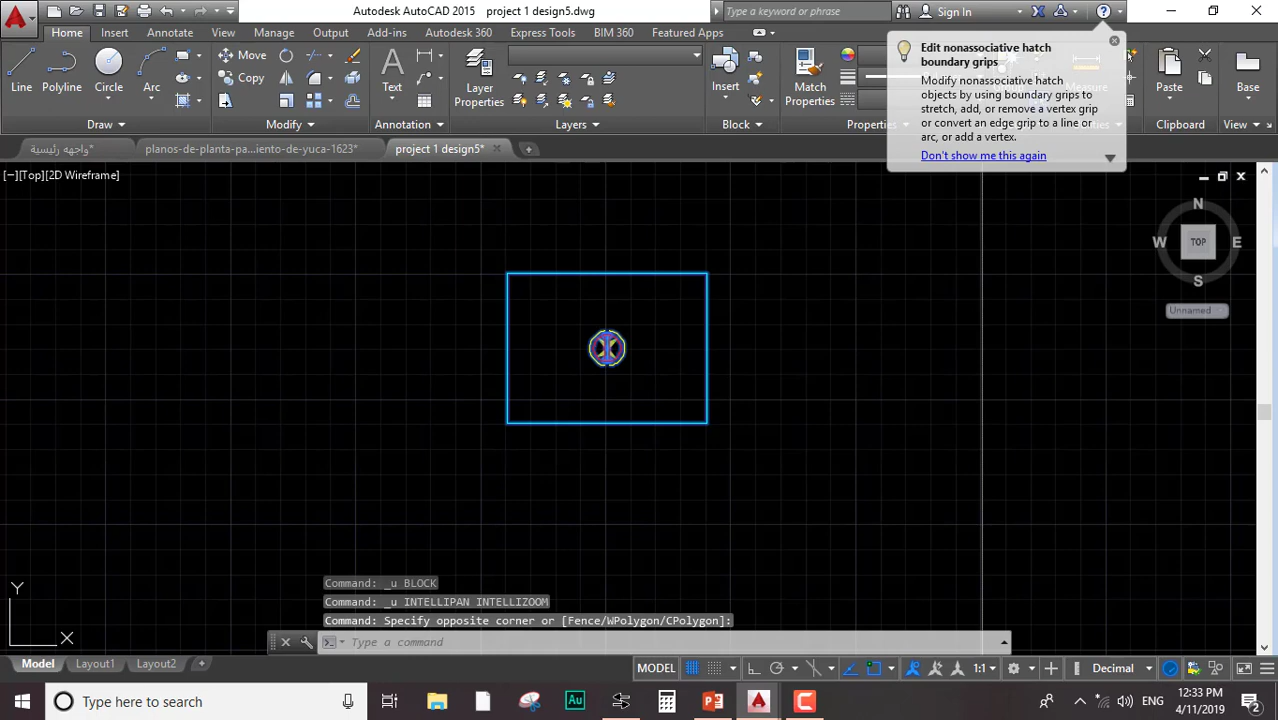 Autodesk AutoCAD 2015   project 1 design5.dwg
Type a keyword or phrase
Sign In
Home
Insert
Annotate
View
Manage
Output
Add-ins
Autodesk 360
Express Tools
BIM 360
Featured Apps
Edit nonassociative hatch
boundary grips
Modify nonassociative hatch
objects by using boundary grips to
stretch, add, or remove a vertex grip
or convert an edge grip to a line or
arc, or add a vertex.
Don't show me this again
Line
Polyline
Circle
Arc
Move
Copy
Text
Layer
Properties
Insert
Match
Properties
Measure
Paste
Base
Draw
Modify
Annotation
Layers
Block
Properties
Clipboard
View
واجهه رئيسية*
planos-de-planta-pa...iento-de-yuca-1623*
project 1 design5*
[−][Top][2D Wireframe]
N
W
TOP
E
S
Unnamed
Y
X
Command: _u BLOCK
Command: _u INTELLIPAN INTELLIZOOM
Command: Specify opposite corner or [Fence/WPolygon/CPolygon]:
Type a command
Model
Layout1
Layout2
MODEL
1:1
Decimal
Type here to search
Au
ENG
12:33 PM
4/11/2019
2